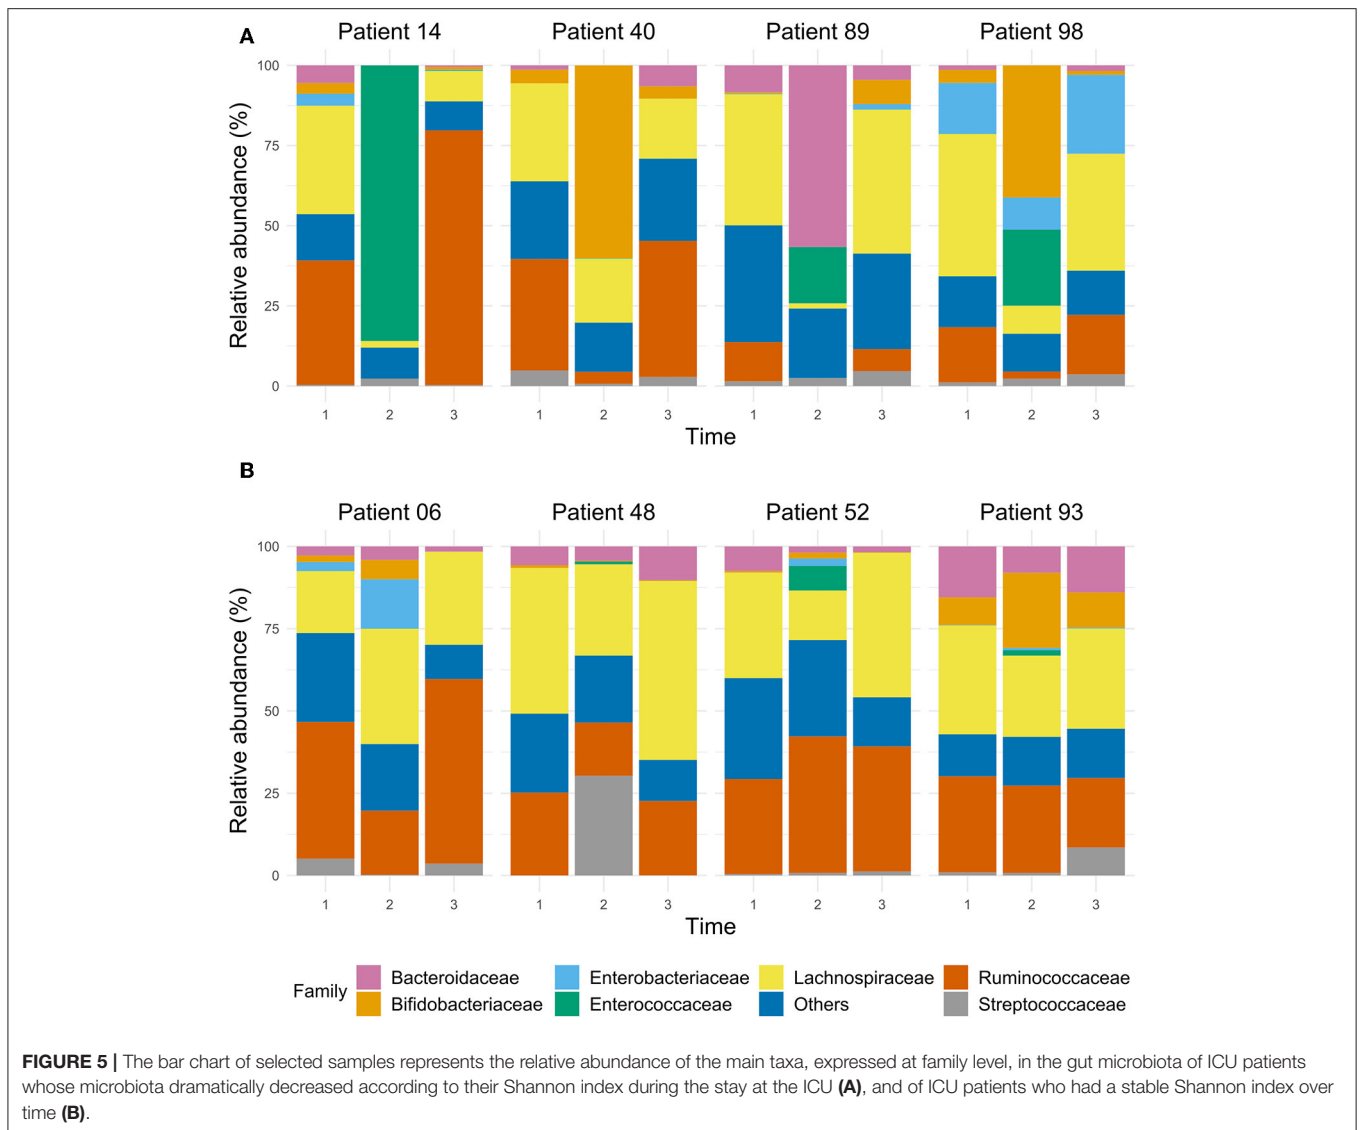 A
Patient 14 Patient 40 Patient 89 Patient 98
Relative abundance (%)
100
75
50
25
0
1 2 3 1 2 3 1 2 3 1 2 3
Time
B
Patient 06 Patient 48 Patient 52 Patient 93
Relative abundance (%)
100
75
50
25
0
1 2 3 1 2 3 1 2 3 1 2 3
Time
Family
Bacteroidaceae Enterobacteriaceae Lachnospiraceae Ruminococcaceae
Bifidobacteriaceae Enterococcaceae Others Streptococcaceae
FIGURE 5 | The bar chart of selected samples represents the relative abundance of the main taxa, expressed at family level, in the gut microbiota of ICU patients
whose microbiota dramatically decreased according to their Shannon index during the stay at the ICU (A), and of ICU patients who had a stable Shannon index over
time (B).